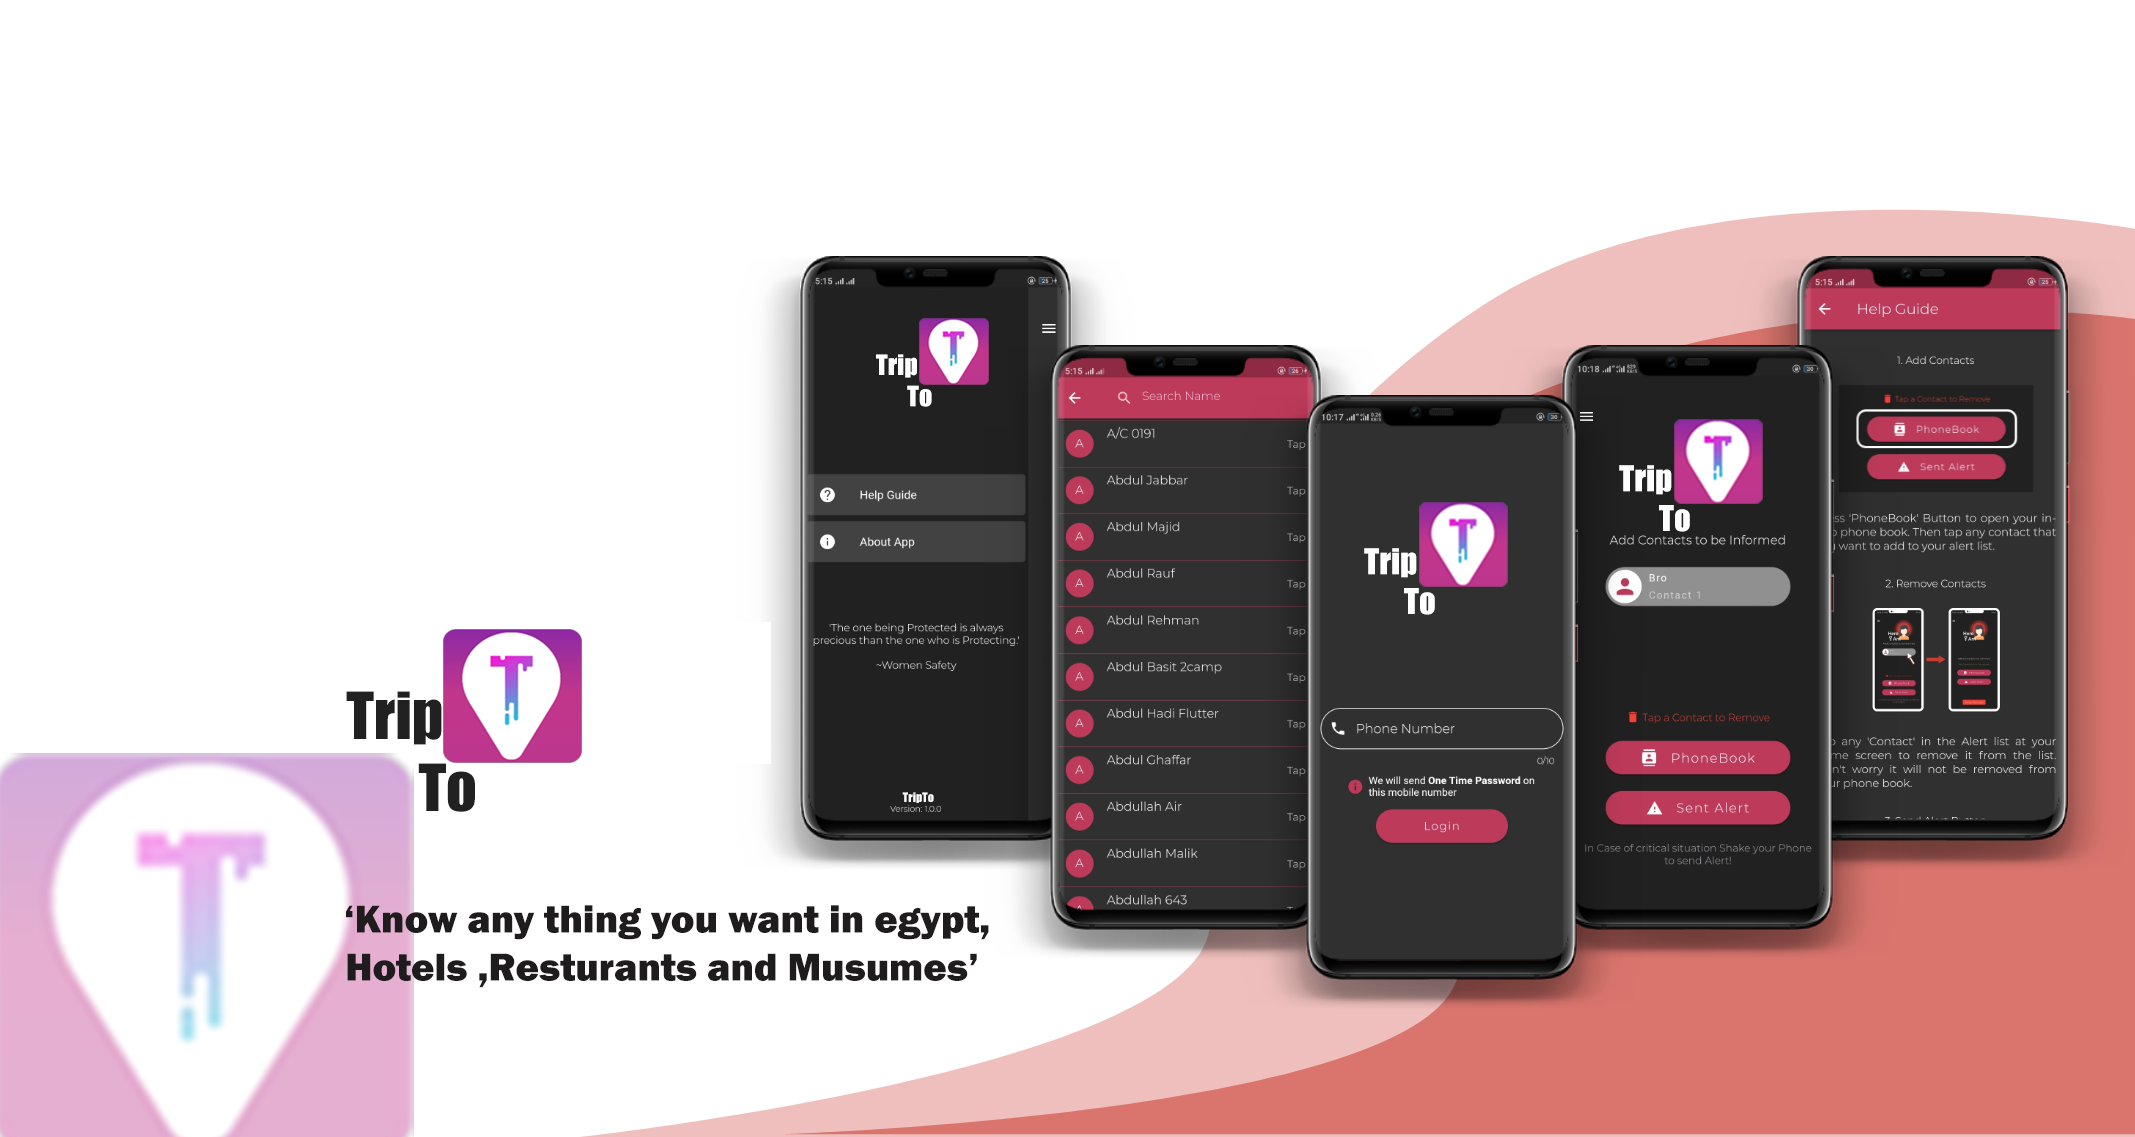 Trip
To
‘Know any thing you want in egypt,
Hotels ,Resturants and Musumes’
5:15
25
Trip
To
Help Guide
About App
'The one being Protected is always
precious than the one who is Protecting.'
~Women Safety
TripTo
Version: 1.0.0
5:15
Search Name
A
A/C 0191
Tap
A
Abdul Jabbar
Tap
A
Abdul Majid
Tap
A
Abdul Rauf
Tap
A
Abdul Rehman
Tap
A
Abdul Basit 2camp
Tap
A
Abdul Hadi Flutter
Tap
A
Abdul Ghaffar
Tap
A
Abdullah Air
Tap
A
Abdullah Malik
Tap
Abdullah 643
10:17
Trip
To
Phone Number
0/10
We will send One Time Password on
this mobile number
Login
10:18
Trip
To
Add Contacts to be Informed
Bro
Contact 1
Tap a Contact to Remove
PhoneBook
Sent Alert
In Case of critical situation Shake your Phone
to send Alert!
5:15
25
Help Guide
1. Add Contacts
Tap a Contact to Remove
PhoneBook
Sent Alert
ss 'PhoneBook' Button to open your in-
phone book. Then tap any contact that
want to add to your alert list.
2. Remove Contacts
any 'Contact' in the Alert list at your
me screen to remove it from the list.
n't worry it will not be removed from
ur phone book.